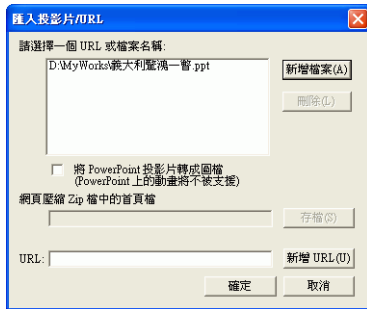 匯入投影片/URL
請選擇一個 URL 或檔案名稱:
D:\MyWorks\義大利驚鴻一瞥.ppt
新增檔案(A)
刪除(L)
將 PowerPoint 投影片轉成圖檔
(PowerPoint 上的動畫將不被支援)
網頁壓縮 Zip 檔中的首頁檔
存檔(S)
URL:
新增 URL(U)
確定
取消